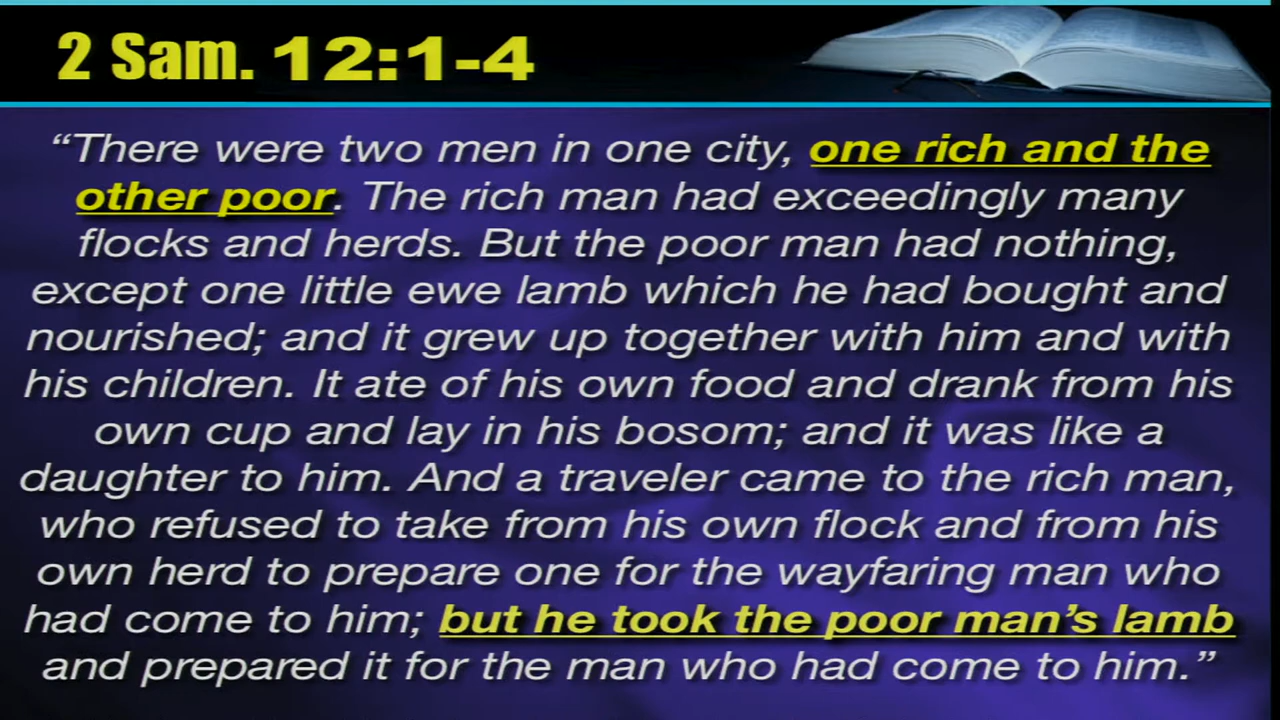 2 Sam. 12:1-4
“There were two men in one city, one rich and the
other poor. The rich man had exceedingly many
flocks and herds. But the poor man had nothing,
except one little ewe lamb which he had bought and
nourished; and it grew up together with him and with
his children. It ate of his own food and drank from his
own cup and lay in his bosom; and it was like a
daughter to him. And a traveler came to the rich man,
who refused to take from his own flock and from his
own herd to prepare one for the wayfaring man who
had come to him; but he took the poor man’s lamb
and prepared it for the man who had come to him.”